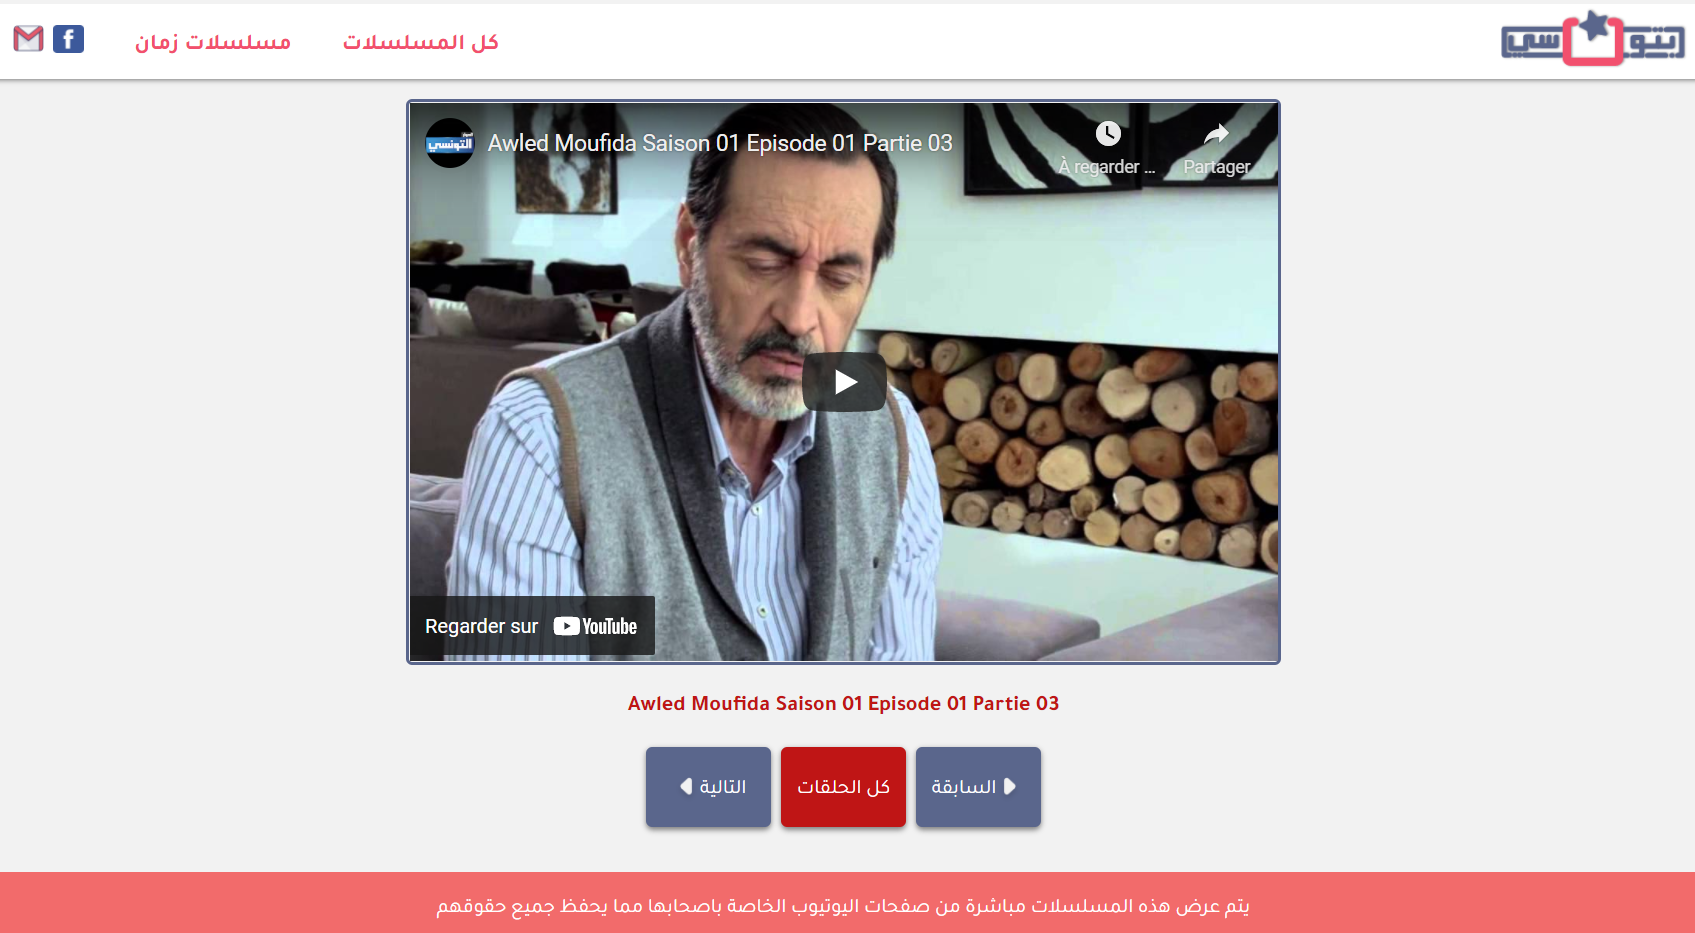 كل المسلسلات
مسلسلات زمان
Awled Moufida Saison 01 Episode 01 Partie 03
À regarder ...
Partager
Regarder sur YouTube
Awled Moufida Saison 01 Episode 01 Partie 03
السابقة
كل الحلقات
التالية
يتم عرض هذه المسلسلات مباشرة من صفحات اليوتيوب الخاصة باصحابها مما يحفظ جميع حقوقهم